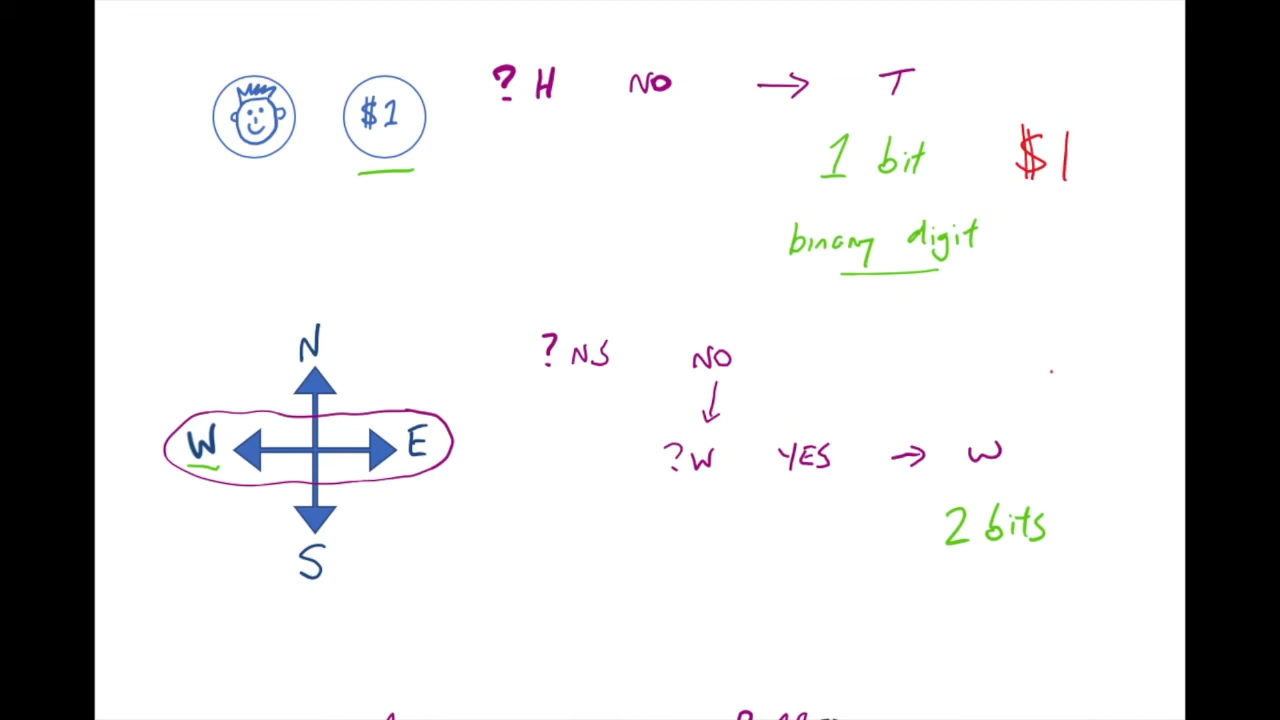 $1 ? H NO → T
1 bit $1
binary digit
N
? NS NO
W E
? W YES → W
2 bits
S